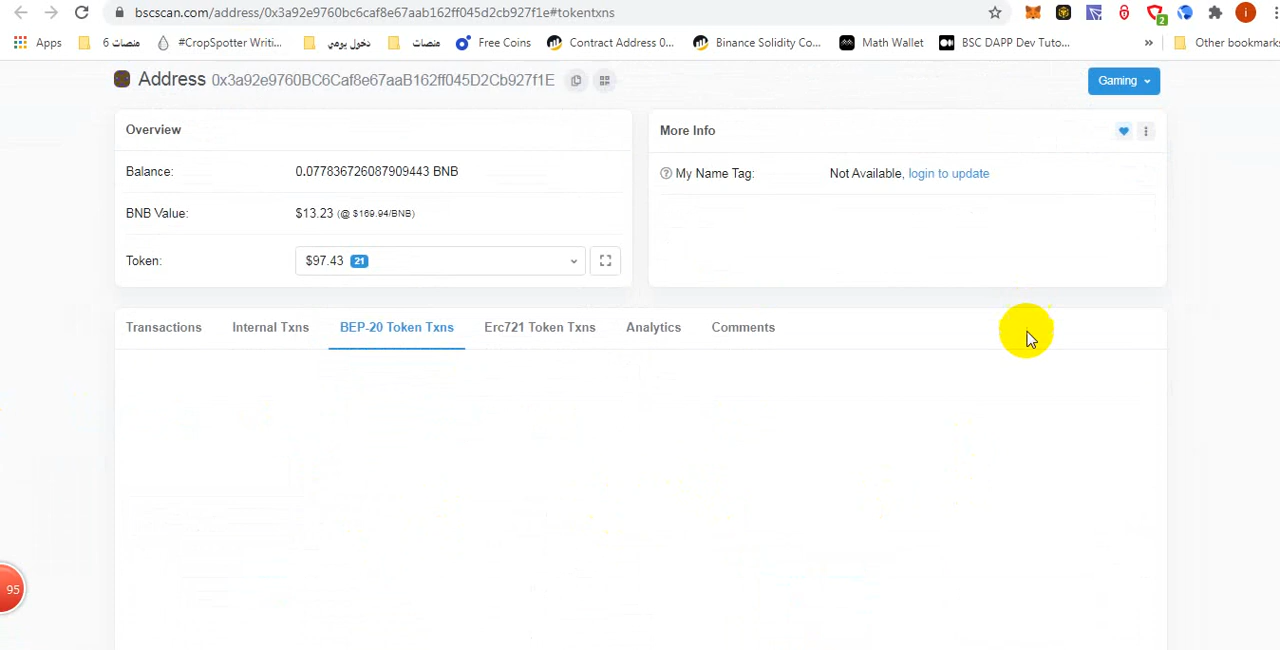 bscscan.com/address/0x3a92e9760bc6caf8e67aab162ff045d2cb927f1e#tokentxns
2
i
Apps
منصات 6
#CropSpotter Writi...
دخول يومي
منصات
Free Coins
Contract Address 0...
Binance Solidity Co...
Math Wallet
BSC DAPP Dev Tuto...
»
Other bookmarks
Address 0x3a92e9760BC6Caf8e67aaB162ff045D2Cb927f1E
Gaming
Overview
Balance: 0.077836726087909443 BNB
BNB Value: $13.23 (@ $169.94/BNB)
Token: $97.43 21
More Info
My Name Tag: Not Available, login to update
Transactions
Internal Txns
BEP-20 Token Txns
Erc721 Token Txns
Analytics
Comments
95